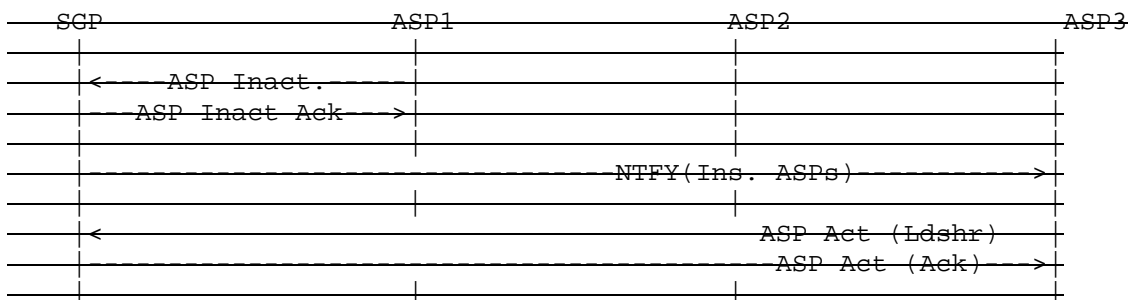 SGP ASP1 ASP2 ASP3
| | | |
|<----ASP Inact.-----| | |
|---ASP Inact Ack--->| | |
| | | |
|---------------------------------NTFY(Ins. ASPs)----------->|
| | | |
|<                                          ASP Act (Ldshr)  |
|-------------------------------------------ASP Act (Ack)--->|
| | | |